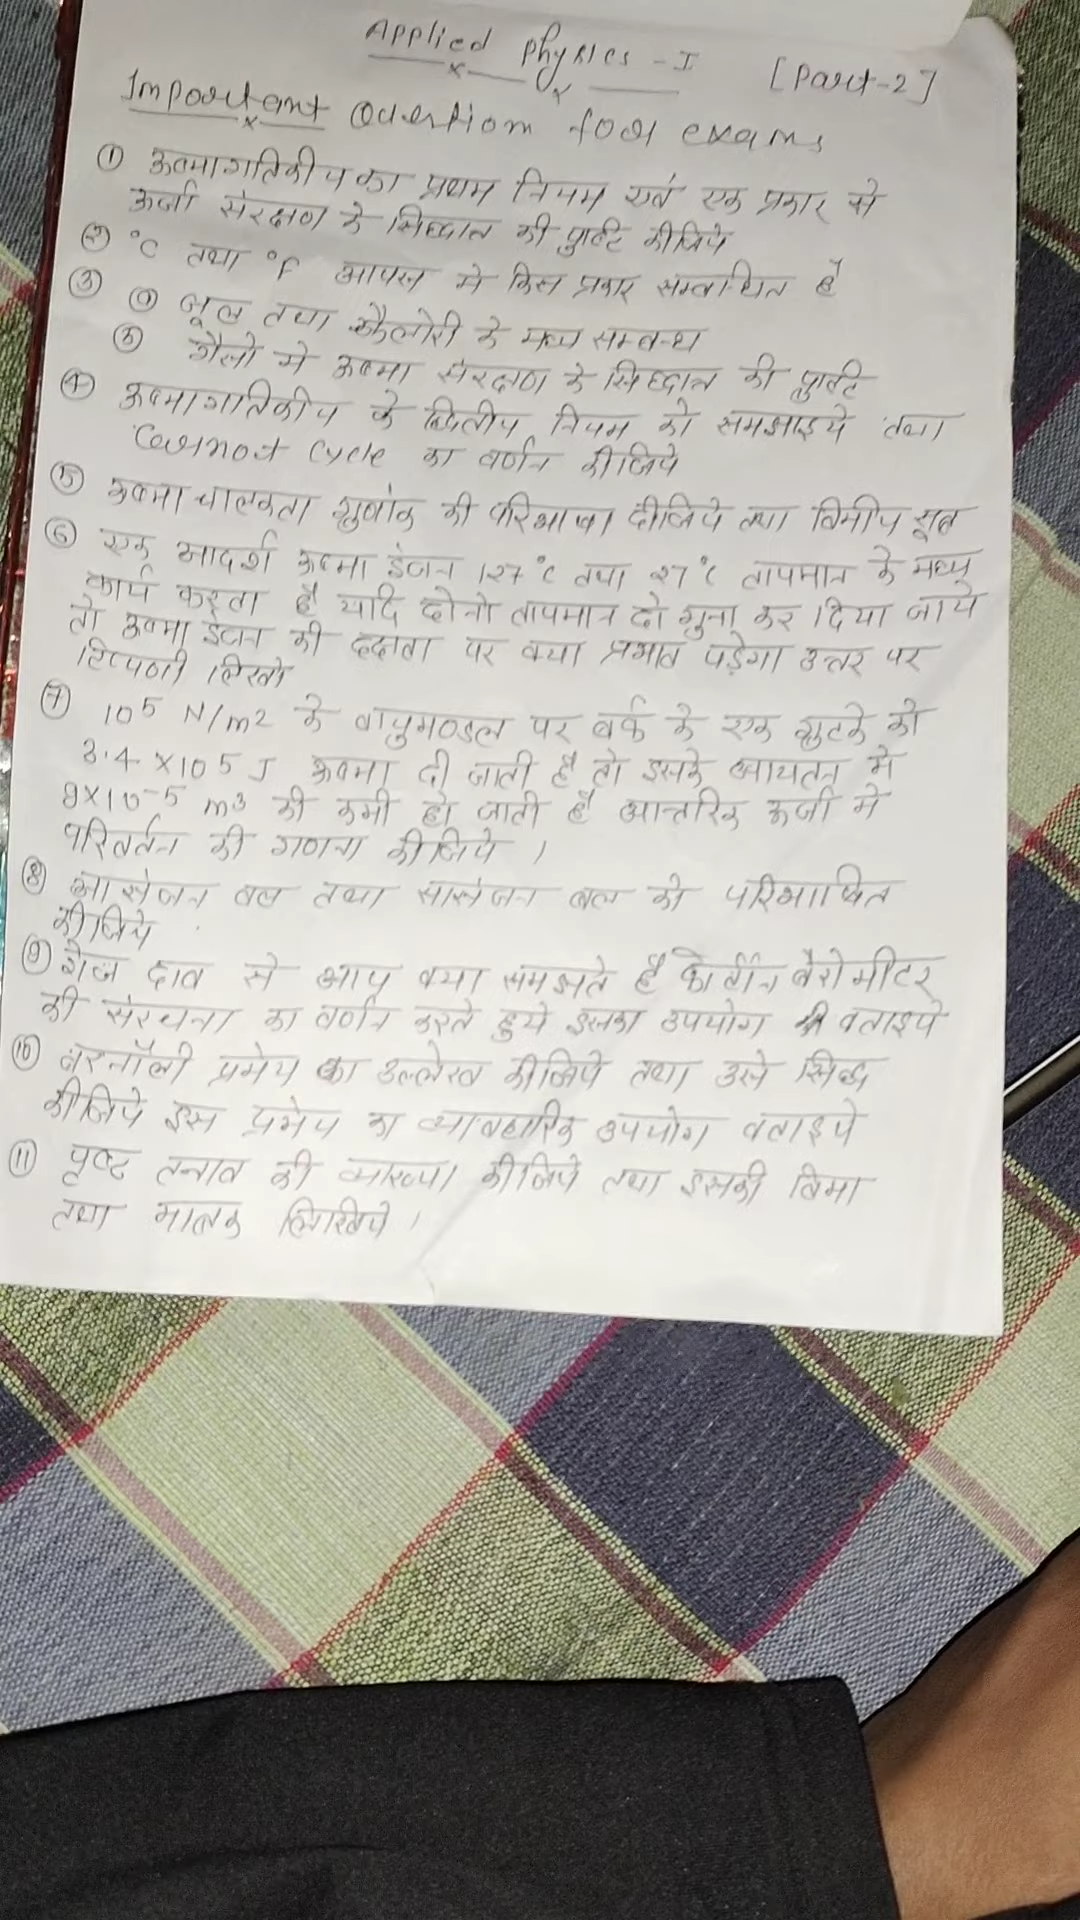 Applied Physics - I [Part-2]
Important Question for exams
① ऊष्मागतिकीय का प्रथम नियम एवं एक प्रकार से
ऊर्जा संरक्षण के सिद्धान्त की पुष्टि कीजिये
② °C तथा °F आपस मे किस प्रकार सम्बन्धित है
③ ⓐ जूल तथा कैलोरी के मध्य सम्बन्ध
ⓑ गैसो मे ऊष्मा संरक्षण के सिद्धान्त की पुष्टि
④ ऊष्मागतिकीय के द्वितीय नियम को समझाइये तथा
Carnot Cycle का वर्णन कीजिये
⑤ ऊष्मा चालकता गुणांक की परिभाषा दीजिये तथा विमीय सूत्र
⑥ एक आदर्श ऊष्मा इंजन 127°C तथा 27°C तापमान के मध्य
कार्य करता है यदि दोनो तापमान दो गुना कर दिया जाये
तो ऊष्मा इंजन की दक्षता पर क्या प्रभाव पड़ेगा उत्तर पर
टिप्पणी लिखो
⑦ 10⁵ N/m2 के वायुमण्डल पर बर्फ के एक गुटके को
3.4 ×10⁵ J ऊष्मा दी जाती है तो इसके आयतन मे
9×10⁻⁵ m³ की कमी हो जाती है आन्तरिक ऊर्जा मे
परिवर्तन की गणना कीजिये ।
⑧ आसंजन बल तथा सासंजन बल को परिभाषित
कीजिये
⑨ गेज दाब से आप क्या समझते है फोर्टीन बैरोमीटर
की संरचना का वर्णन करते हुये इसका उपयोग भी बताइये
⑩ बरनॉली प्रमेय का उल्लेख कीजिये तथा उसे सिद्ध
कीजिये इस प्रमेय का व्यावहारिक उपयोग बताइये
⑪ पृष्ट तनाव की व्याख्या कीजिये तथा इसकी विमा
तथा मात्रक लिखिये ।